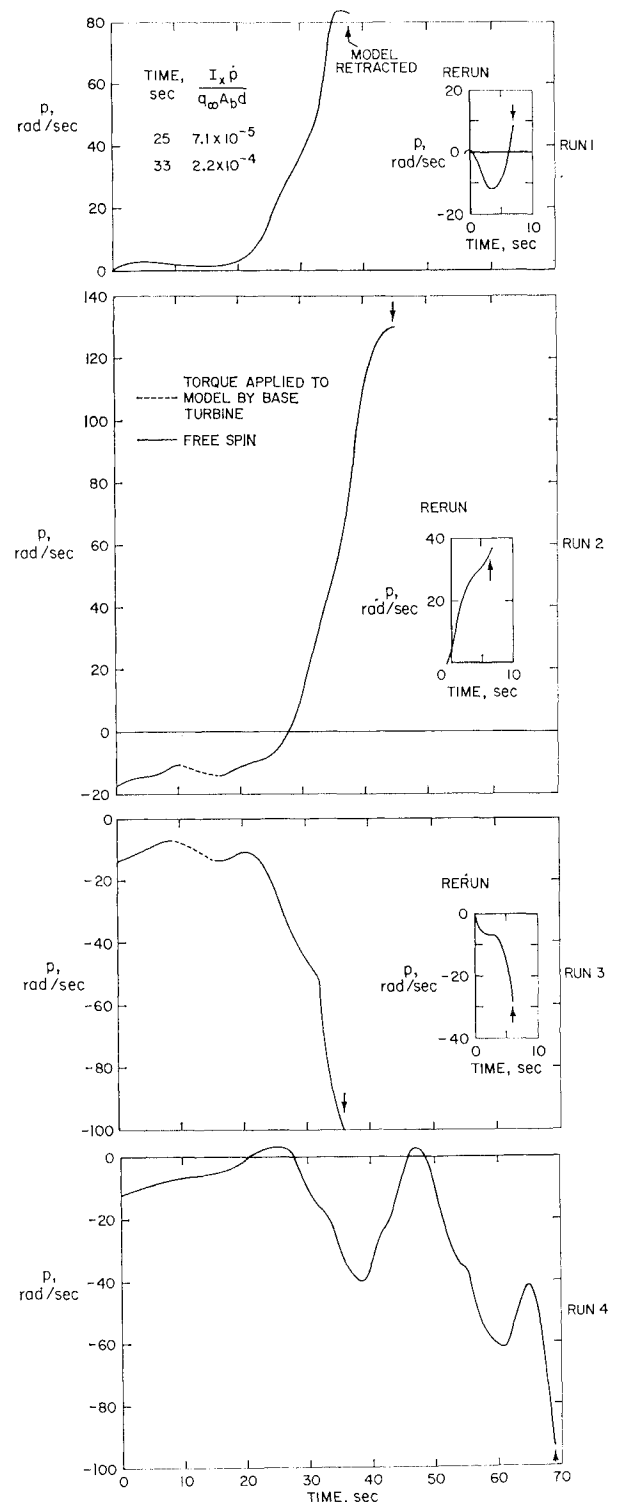 80
60
40
20
0
p,
rad/sec
TIME, I_x ṗ
sec q∞A_b d
25 7.1 x 10⁻⁵
33 2.2x10⁻⁴
MODEL
RETRACTED
RERUN
20
0
-20
p,
rad/sec
0 10
TIME, sec
RUN 1
140
120
100
80
60
40
20
0
-20
p,
rad/sec
TORQUE APPLIED TO
MODEL BY BASE
TURBINE
FREE SPIN
RERUN
40
20
0 10
p,
rad/sec
TIME, sec
RUN 2
0
-20
-40
-60
-80
-100
p,
rad/sec
RERUN
0
-20
-40
p,
rad/sec
0 10
TIME, sec
RUN 3
0
-20
-40
-60
-80
-100
p,
rad/sec
RUN 4
0 10 20 30 40 50 60 70
TIME, sec